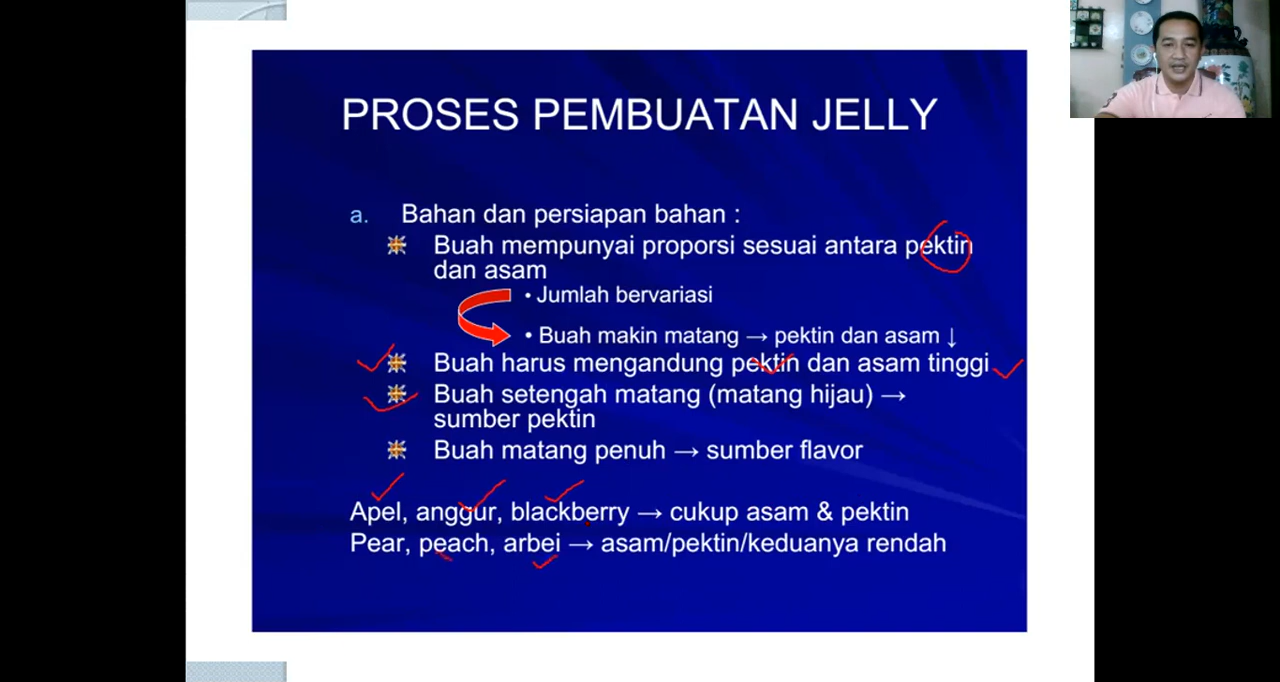 PROSES PEMBUATAN JELLY
a. Bahan dan persiapan bahan :
Buah mempunyai proporsi sesuai antara pektin
dan asam
• Jumlah bervariasi
• Buah makin matang → pektin dan asam ↓
Buah harus mengandung pektin dan asam tinggi
Buah setengah matang (matang hijau) →
sumber pektin
Buah matang penuh → sumber flavor
Apel, anggur, blackberry → cukup asam & pektin
Pear, peach, arbei → asam/pektin/keduanya rendah